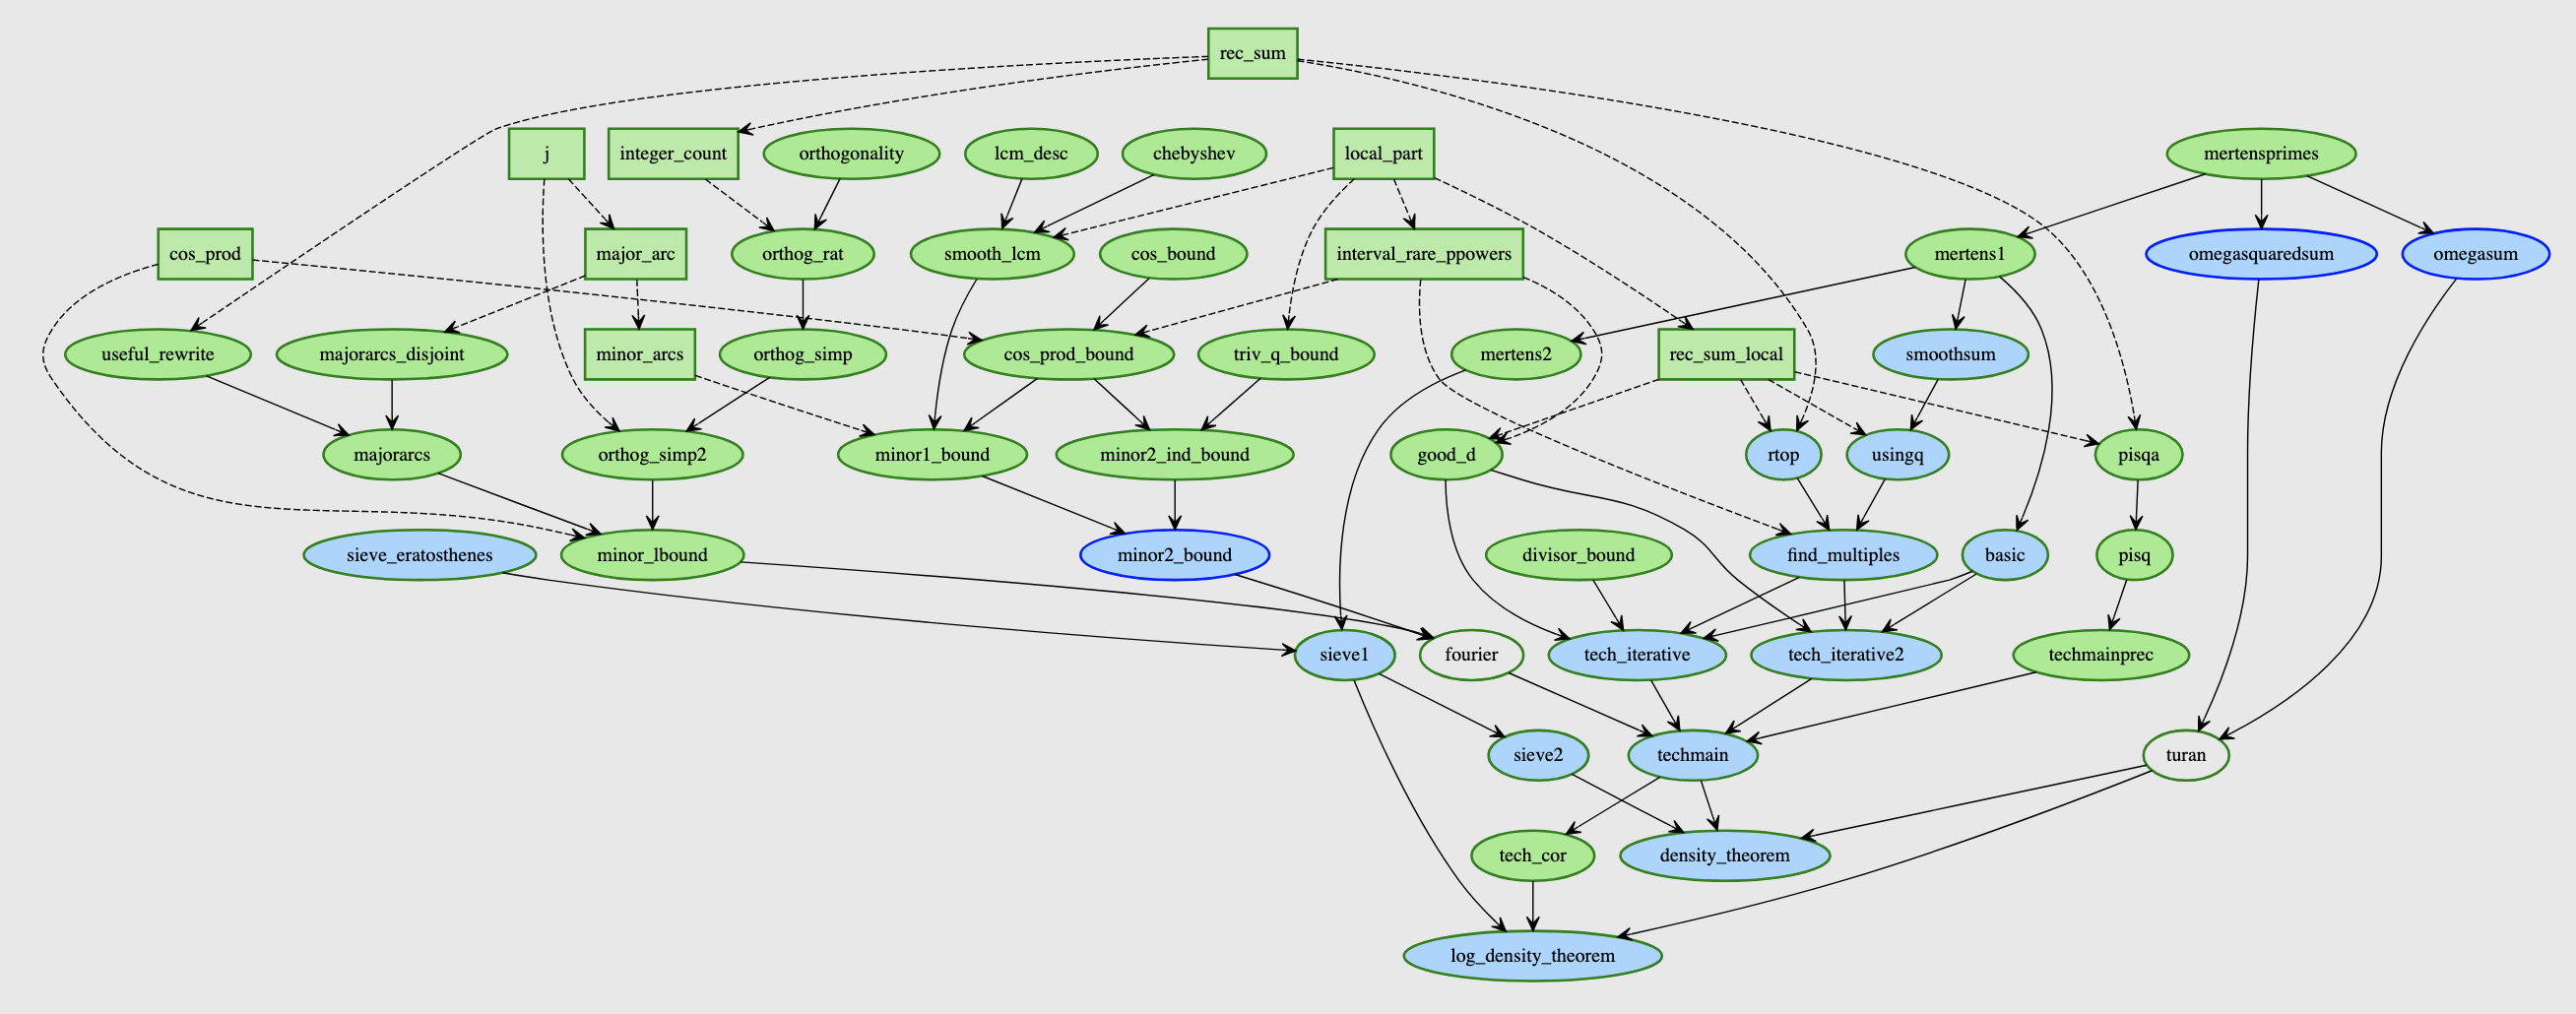 rec_sum
j
integer_count
orthogonality
lcm_desc
chebyshev
local_part
mertensprimes
cos_prod
major_arc
orthog_rat
smooth_lcm
cos_bound
interval_rare_ppowers
mertens1
omegasquaredsum
omegasum
useful_rewrite
majorarcs_disjoint
minor_arcs
orthog_simp
cos_prod_bound
triv_q_bound
mertens2
rec_sum_local
smoothsum
majorarcs
orthog_simp2
minor1_bound
minor2_ind_bound
good_d
rtop
usingq
pisqa
sieve_eratosthenes
minor_lbound
minor2_bound
divisor_bound
find_multiples
basic
pisq
sieve1
fourier
tech_iterative
tech_iterative2
techmainprec
sieve2
techmain
turan
tech_cor
density_theorem
log_density_theorem